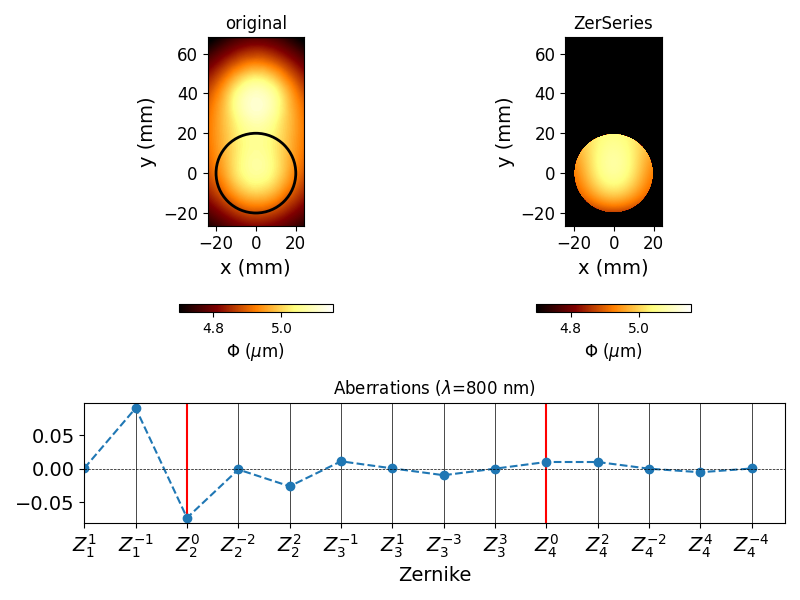 original
ZerSeries
60
40
20
0
−20
y (mm)
−20 0 20
x (mm)
60
40
20
0
−20
y (mm)
−20 0 20
x (mm)
4.8 5.0
Φ (μm)
4.8 5.0
Φ (μm)
Aberrations (λ=800 nm)
0.05
0.00
−0.05
Z₁¹ Z₁⁻¹ Z₂⁰ Z₂⁻² Z₂² Z₃⁻¹ Z₃¹ Z₃⁻³ Z₃³ Z₄⁰ Z₄² Z₄⁻² Z₄⁴ Z₄⁻⁴
Zernike